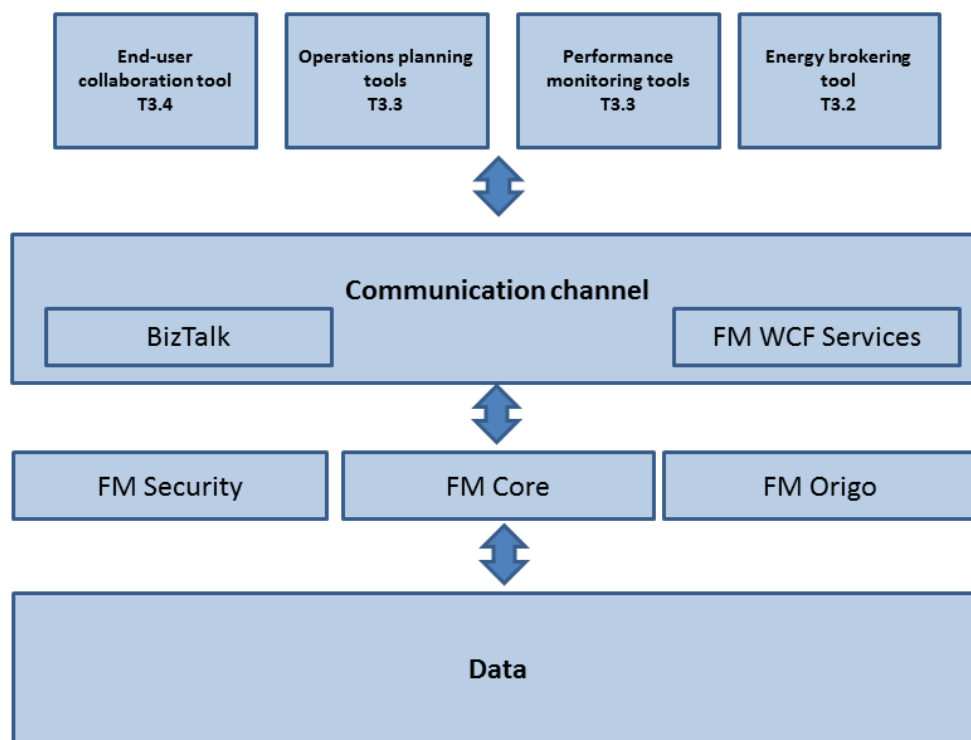 End-user
collaboration tool
T3.4
Operations planning
tools
T3.3
Performance
monitoring tools
T3.3
Energy brokering
tool
T3.2
Communication channel
BizTalk
FM WCF Services
FM Security
FM Core
FM Origo
Data